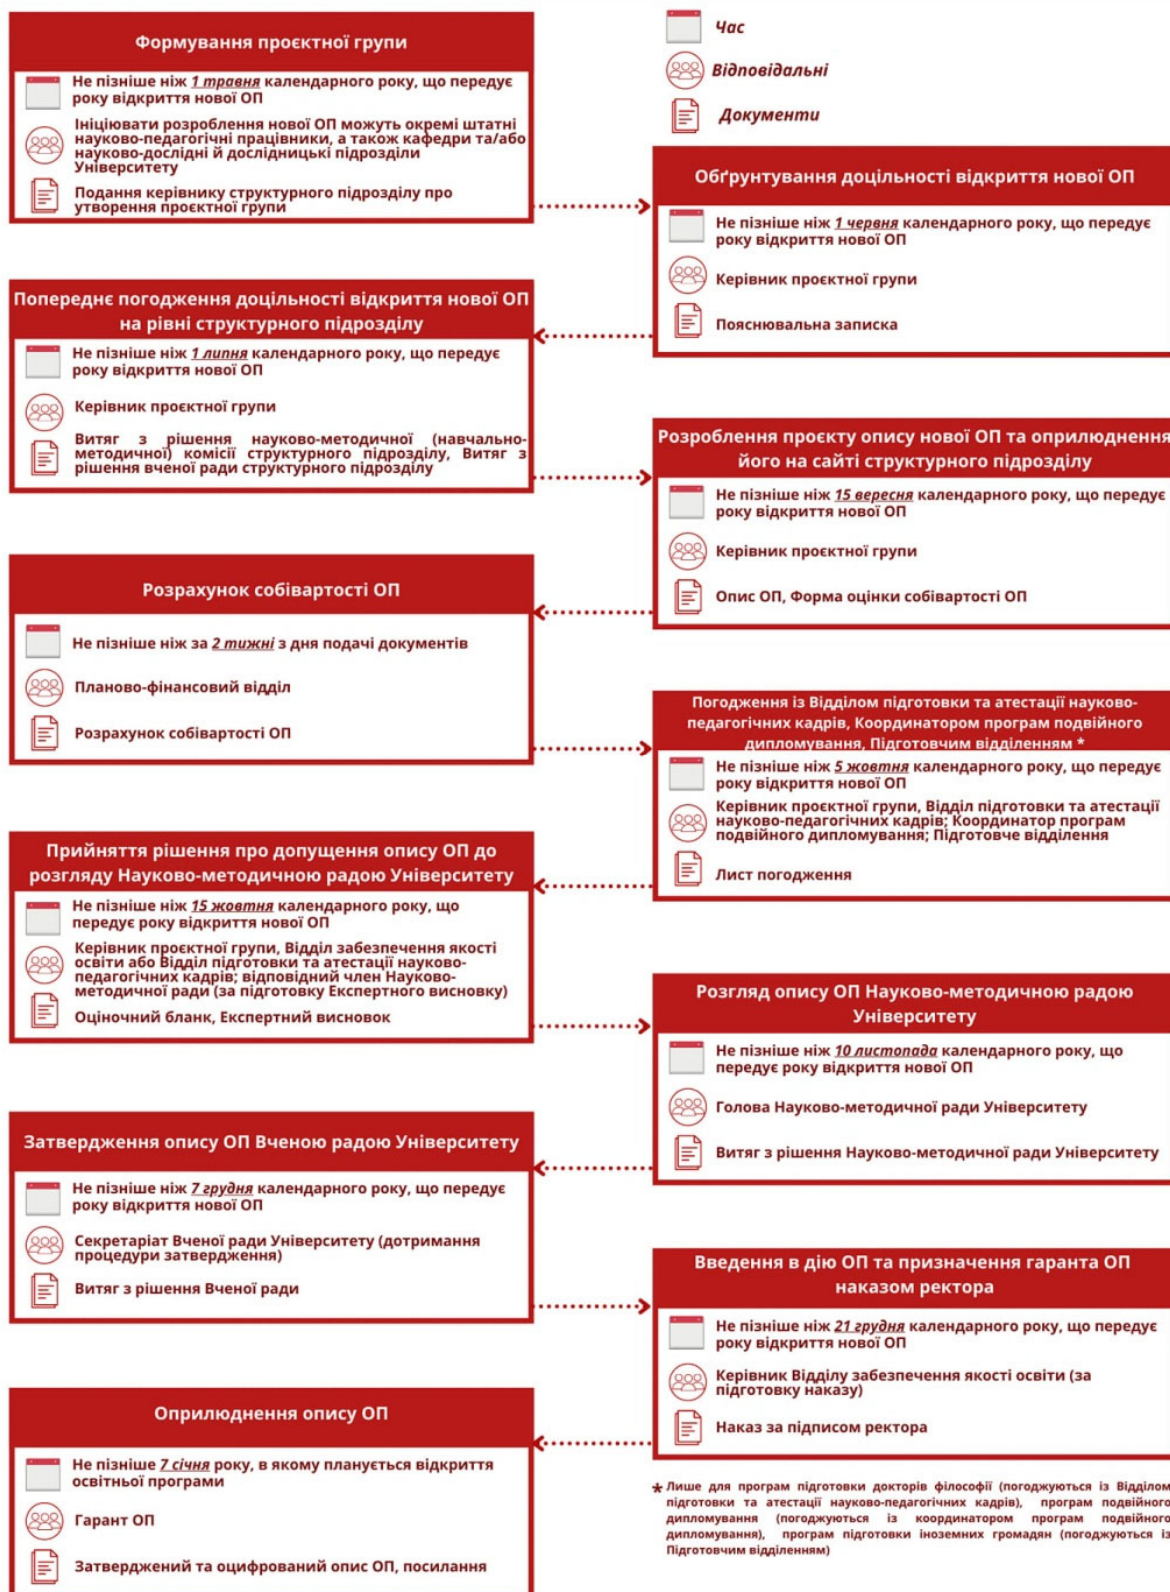 Формування проєктної групи
Не пізніше ніж 1 травня календарного року, що передує
року відкриття нової ОП
Ініціювати розроблення нової ОП можуть окремі штатні
науково-педагогічні працівники, а також кафедри та/або
науково-дослідні й дослідницькі підрозділи
Університету
Подання керівнику структурного підрозділу про
утворення проєктної групи
Час
Відповідальні
Документи
Обґрунтування доцільності відкриття нової ОП
Не пізніше ніж 1 червня календарного року, що передує
року відкриття нової ОП
Керівник проєктної групи
Пояснювальна записка
Попереднє погодження доцільності відкриття нової ОП
на рівні структурного підрозділу
Не пізніше ніж 1 липня календарного року, що передує
року відкриття нової ОП
Керівник проєктної групи
Витяг з рішення науково-методичної (навчально-
методичної) комісії структурного підрозділу, Витяг з
рішення вченої ради структурного підрозділу
Розроблення проєкту опису нової ОП та оприлюднення
його на сайті структурного підрозділу
Не пізніше ніж 15 вересня календарного року, що передує
року відкриття нової ОП
Керівник проєктної групи
Опис ОП, Форма оцінки собівартості ОП
Розрахунок собівартості ОП
Не пізніше ніж за 2 тижні з дня подачі документів
Планово-фінансовий відділ
Розрахунок собівартості ОП
Погодження із Відділом підготовки та атестації науково-
педагогічних кадрів, Координатором програм подвійного
дипломування, Підготовчим відділенням *
Не пізніше ніж 5 жовтня календарного року, що передує
року відкриття нової ОП
Керівник проєктної групи, Відділ підготовки та атестації
науково-педагогічних кадрів; Координатор програм
подвійного дипломування; Підготовче відділення
Лист погодження
Прийняття рішення про допущення опису ОП до
розгляду Науково-методичною радою Університету
Не пізніше ніж 15 жовтня календарного року, що
передує року відкриття нової ОП
Керівник проєктної групи, Відділ забезпечення якості
освіти або Відділ підготовки та атестації науково-
педагогічних кадрів; відповідний член Науково-
методичної ради (за підготовку Експертного висновку)
Оціночний бланк, Експертний висновок
Розгляд опису ОП Науково-методичною радою
Університету
Не пізніше ніж 10 листопада календарного року, що
передує року відкриття нової ОП
Голова Науково-методичної ради Університету
Витяг з рішення Науково-методичної ради Університету
Затвердження опису ОП Вченою радою Університету
Не пізніше ніж 7 грудня календарного року, що передує
року відкриття нової ОП
Секретаріат Вченої ради Університету (дотримання
процедури затвердження)
Витяг з рішення Вченої ради
Введення в дію ОП та призначення гаранта ОП
наказом ректора
Не пізніше ніж 21 грудня календарного року, що передує
року відкриття нової ОП
Керівник Відділу забезпечення якості освіти (за
підготовку наказу)
Наказ за підписом ректора
Оприлюднення опису ОП
Не пізніше 7 січня року, в якому планується відкриття
освітньої програми
Гарант ОП
Затверджений та оцифрований опис ОП, посилання
* Лише для програм підготовки докторів філософії (погоджуються із Відділом
підготовки та атестації науково-педагогічних кадрів), програм подвійного
дипломування (погоджуються із координатором програм подвійного
дипломування), програм підготовки іноземних громадян (погоджуються із
Підготовчим відділенням)